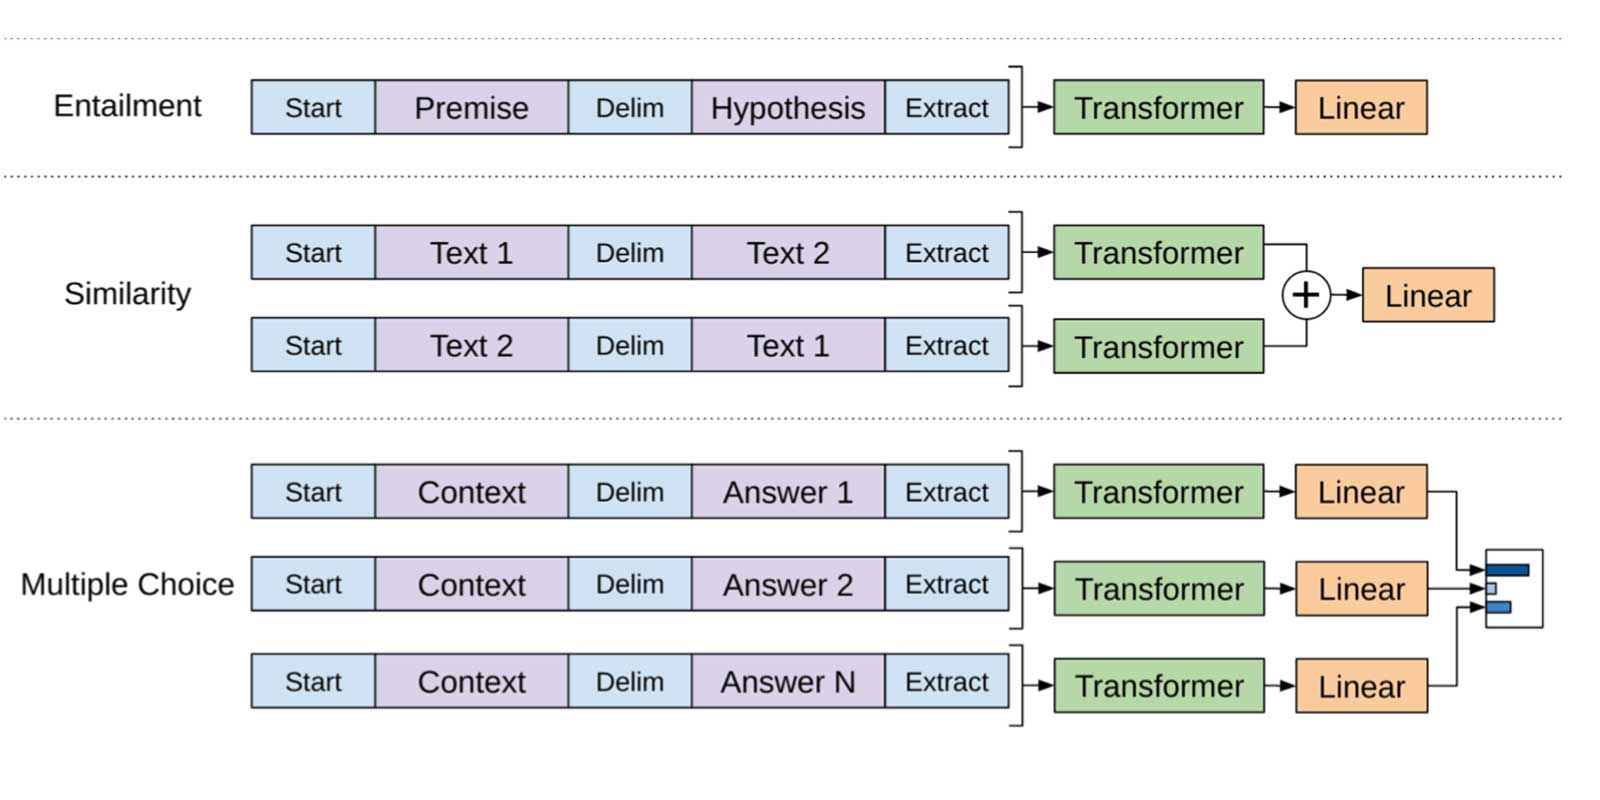 Entailment Start Premise Delim Hypothesis Extract Transformer Linear
Start Text 1 Delim Text 2 Extract Transformer
Similarity + Linear
Start Text 2 Delim Text 1 Extract Transformer
Start Context Delim Answer 1 Extract Transformer Linear
Multiple Choice Start Context Delim Answer 2 Extract Transformer Linear
Start Context Delim Answer N Extract Transformer Linear